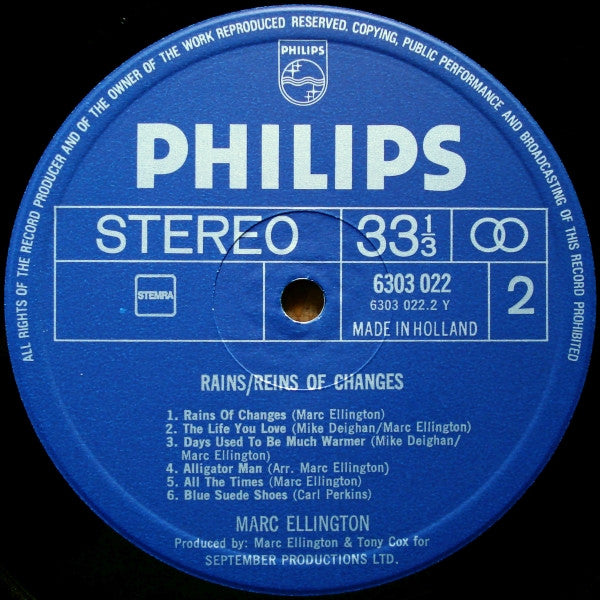 ALL RIGHTS OF THE RECORD PRODUCER AND OF THE OWNER OF THE WORK REPRODUCED RESERVED. COPYING, PUBLIC PERFORMANCE AND BROADCASTING OF THIS RECORD PROHIBITED
PHILIPS
PHILIPS
STEREO 33 1/3
STEMRA 6303 022 2
6303 022.2 Y
MADE IN HOLLAND
RAINS/REINS OF CHANGES
1. Rains Of Changes (Marc Ellington)
2. The Life You Love (Mike Deighan/Marc Ellington)
3. Days Used To Be Much Warmer (Mike Deighan/
Marc Ellington)
4. Alligator Man (Arr. Marc Ellington)
5. All The Times (Marc Ellington)
6. Blue Suede Shoes (Carl Perkins)
MARC ELLINGTON
Produced by: Marc Ellington & Tony Cox for
SEPTEMBER PRODUCTIONS LTD.